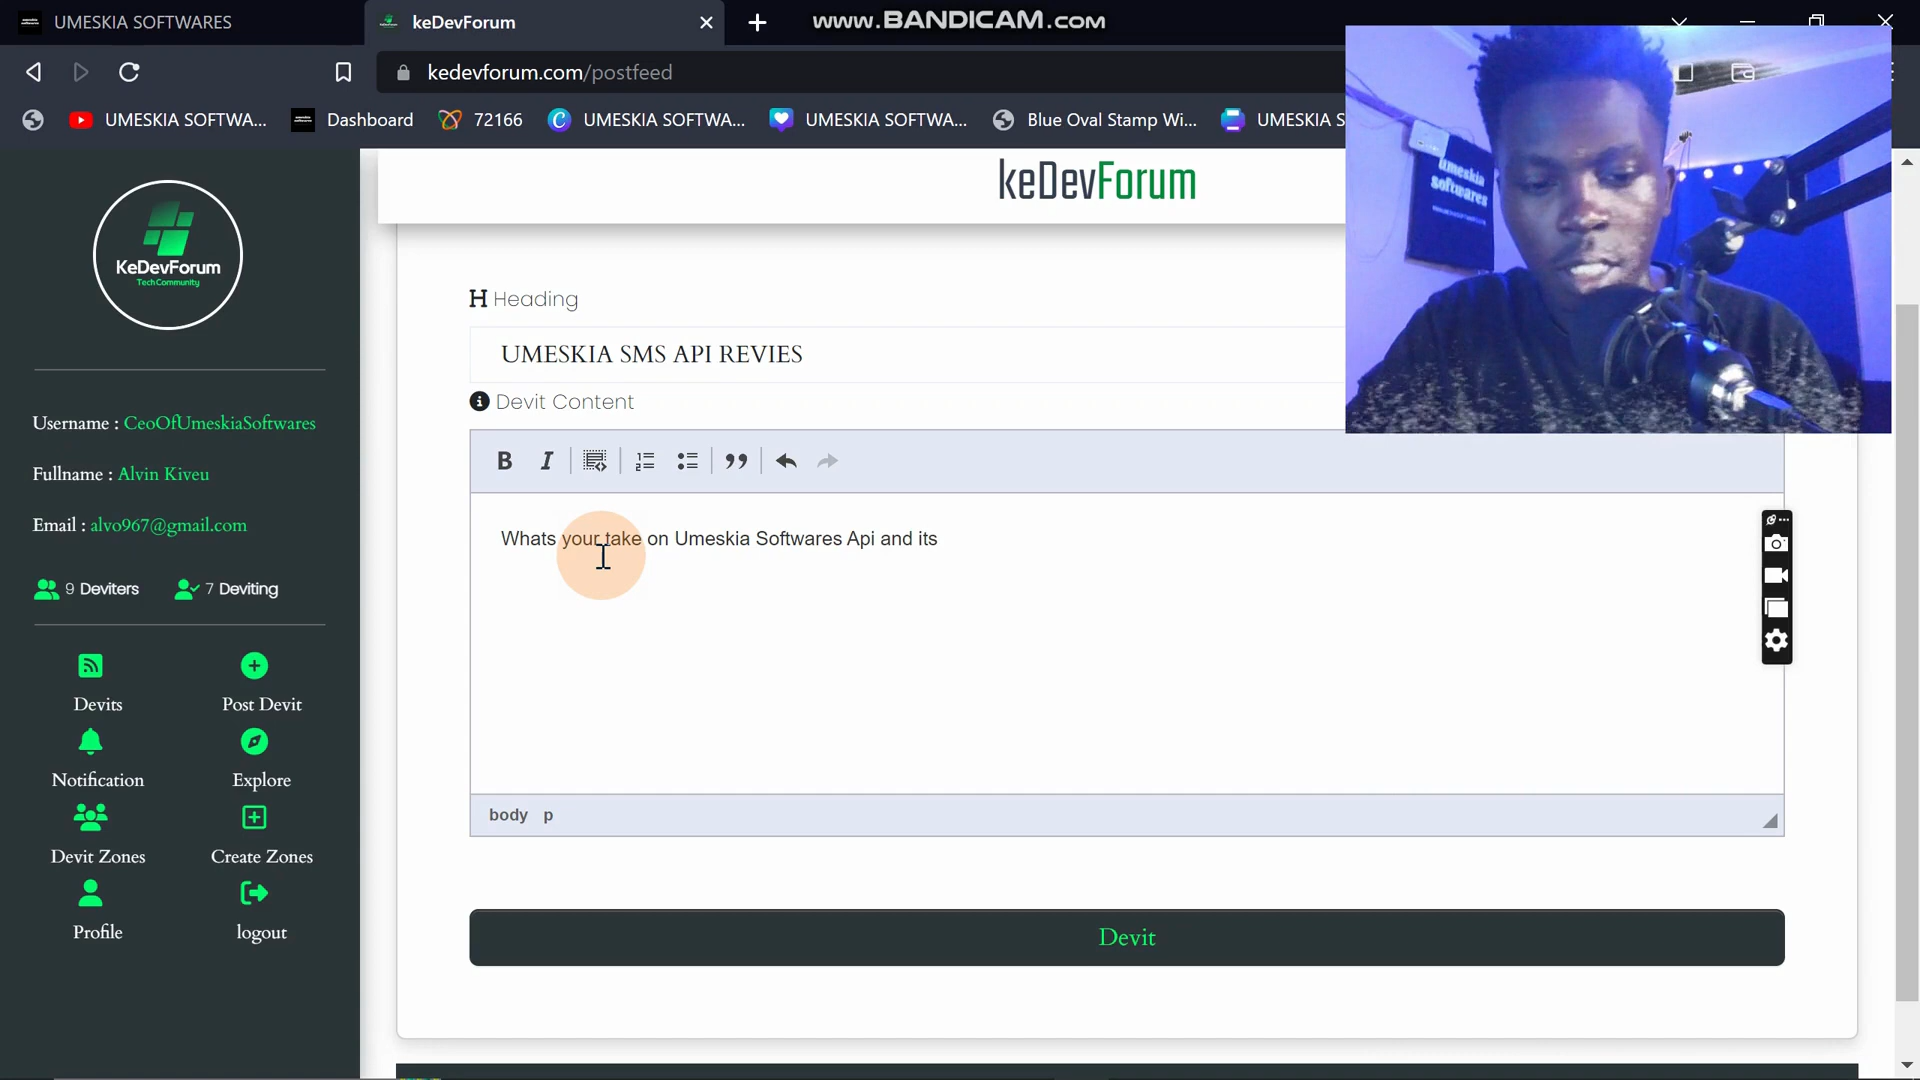 UMESKIA SOFTWARES
keDevForum
www.BANDICAM.com
kedevforum.com/postfeed
UMESKIA SOFTWA...
Dashboard
72166
UMESKIA SOFTWA...
UMESKIA SOFTWA...
Blue Oval Stamp Wi...
UMESKIA S
umeskia
softwares
keDevForum
KeDevForum
TechCommunity
Username : CeoOfUmeskiaSoftwares
Fullname : Alvin Kiveu
Email : alvo967@gmail.com
9 Deviters
7 Deviting
Devits
Post Devit
Notification
Explore
Devit Zones
Create Zones
Profile
logout
H Heading
UMESKIA SMS API REVIES
Devit Content
B I
Whats your take on Umeskia Softwares Api and its
body p
Devit